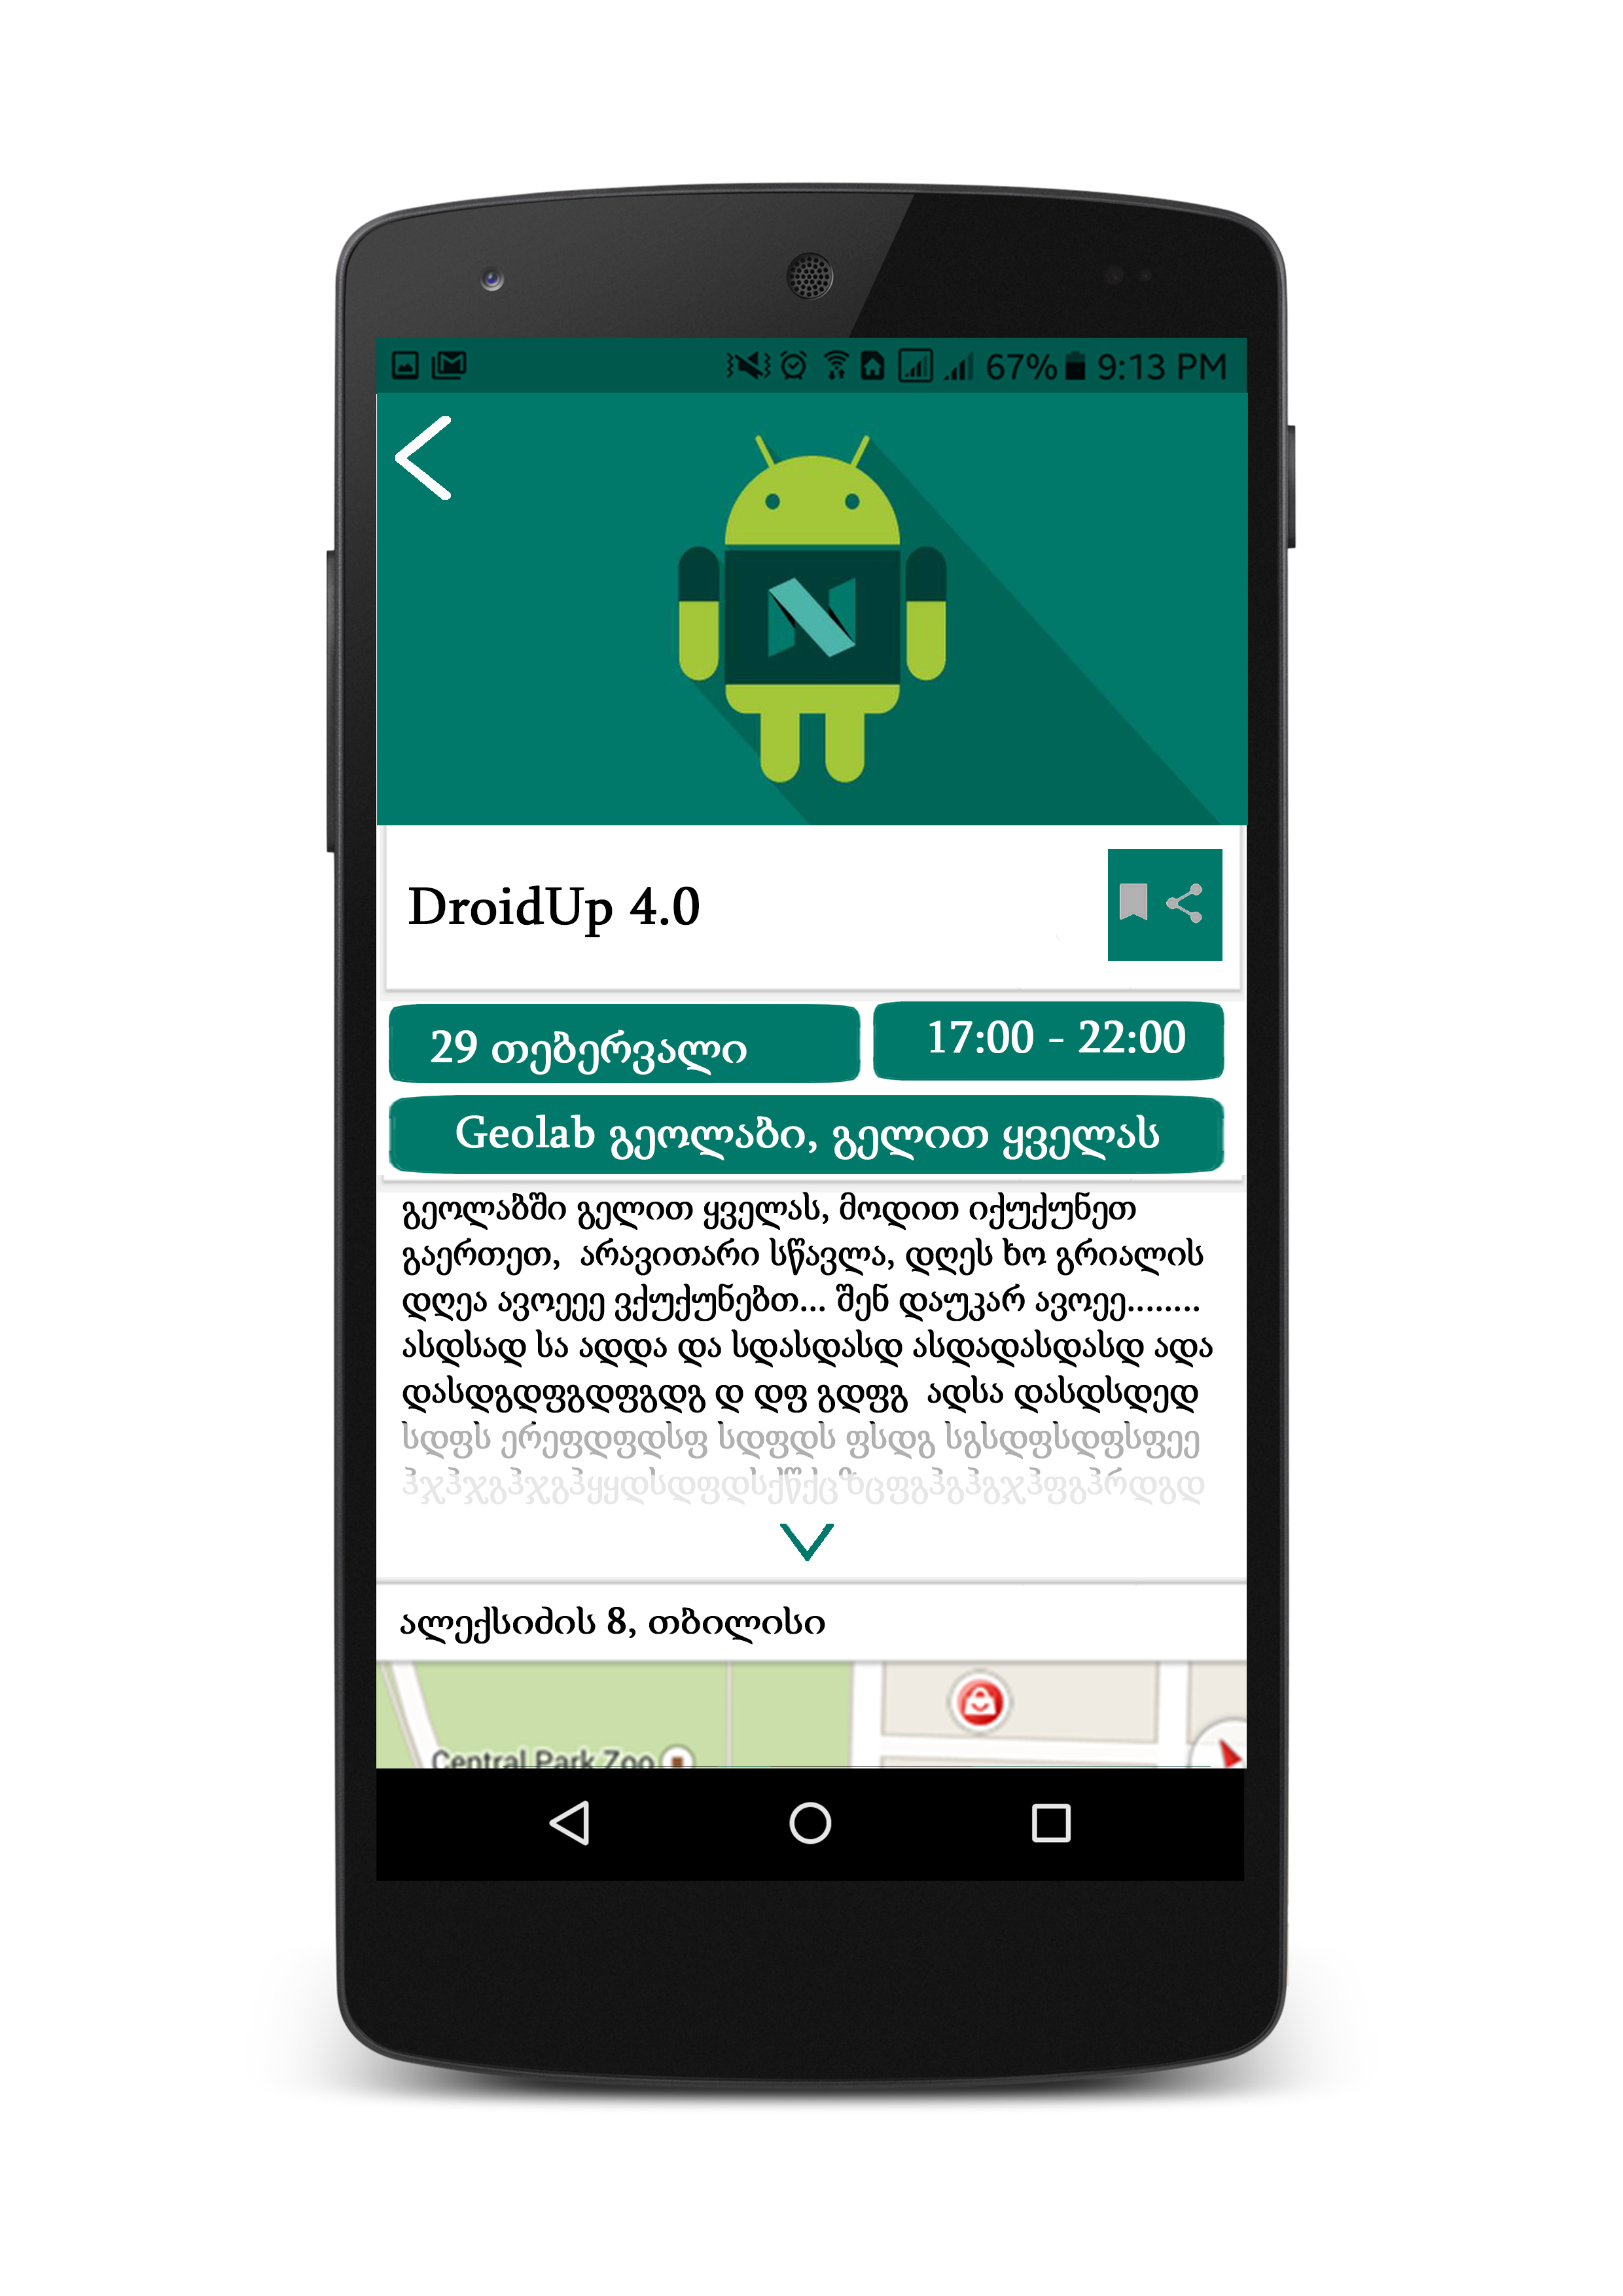 67% 9:13 PM
N
DroidUp 4.0
29 თებერვალი
17:00 - 22:00
Geolab გეოლაბი, გელით ყველას
გეოლაბში გელით ყველას, მოდით იქუქუნეთ
გაერთეთ, არავითარი სწავლა, დღეს ხო გრიალის
დღეა ავოეეე ვქუქუნებთ... შენ დაუკარ ავოეე........
ასდსად სა ადდა და სდასდასდ ასდადასდასდ ადა
დასდგდფგდფგდგ დ დფ გდფგ ადსა დასდსდედ
სდფს ერეფდფდსფ სდფდს ფსდგ სგსდფსდფსფეე
ალექსიძის 8, თბილისი
Central Park Zoo